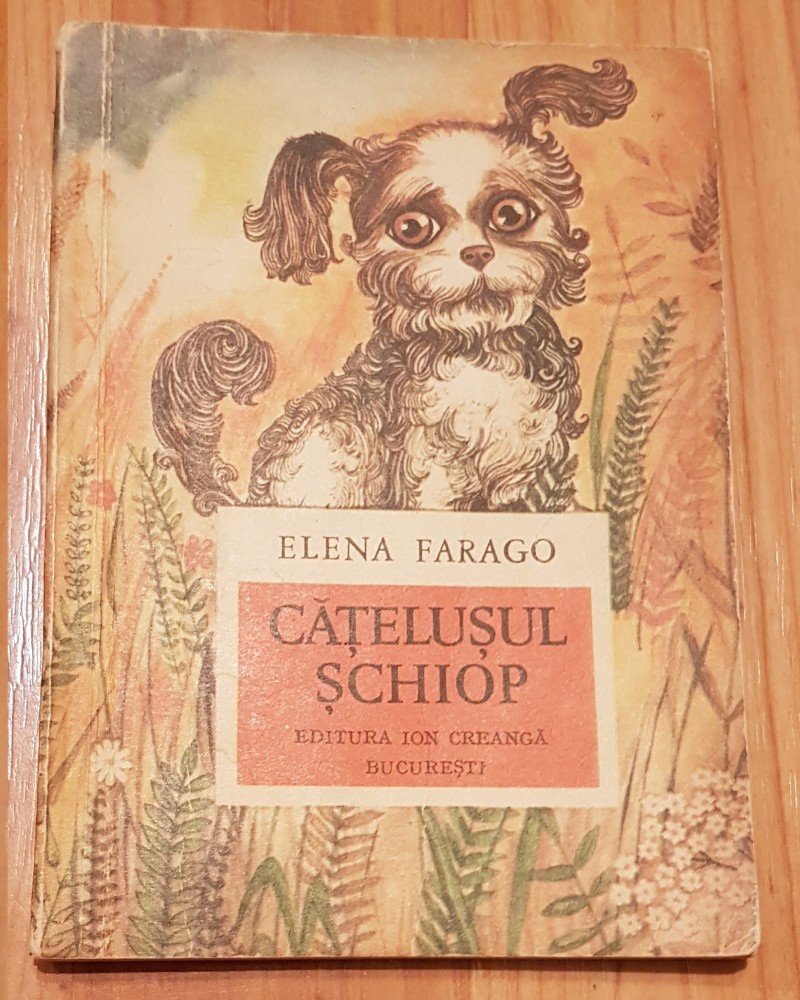 ELENA FARAGO
CĂȚELUȘUL
ȘCHIOP
EDITURA ION CREANGĂ
BUCUREȘTI